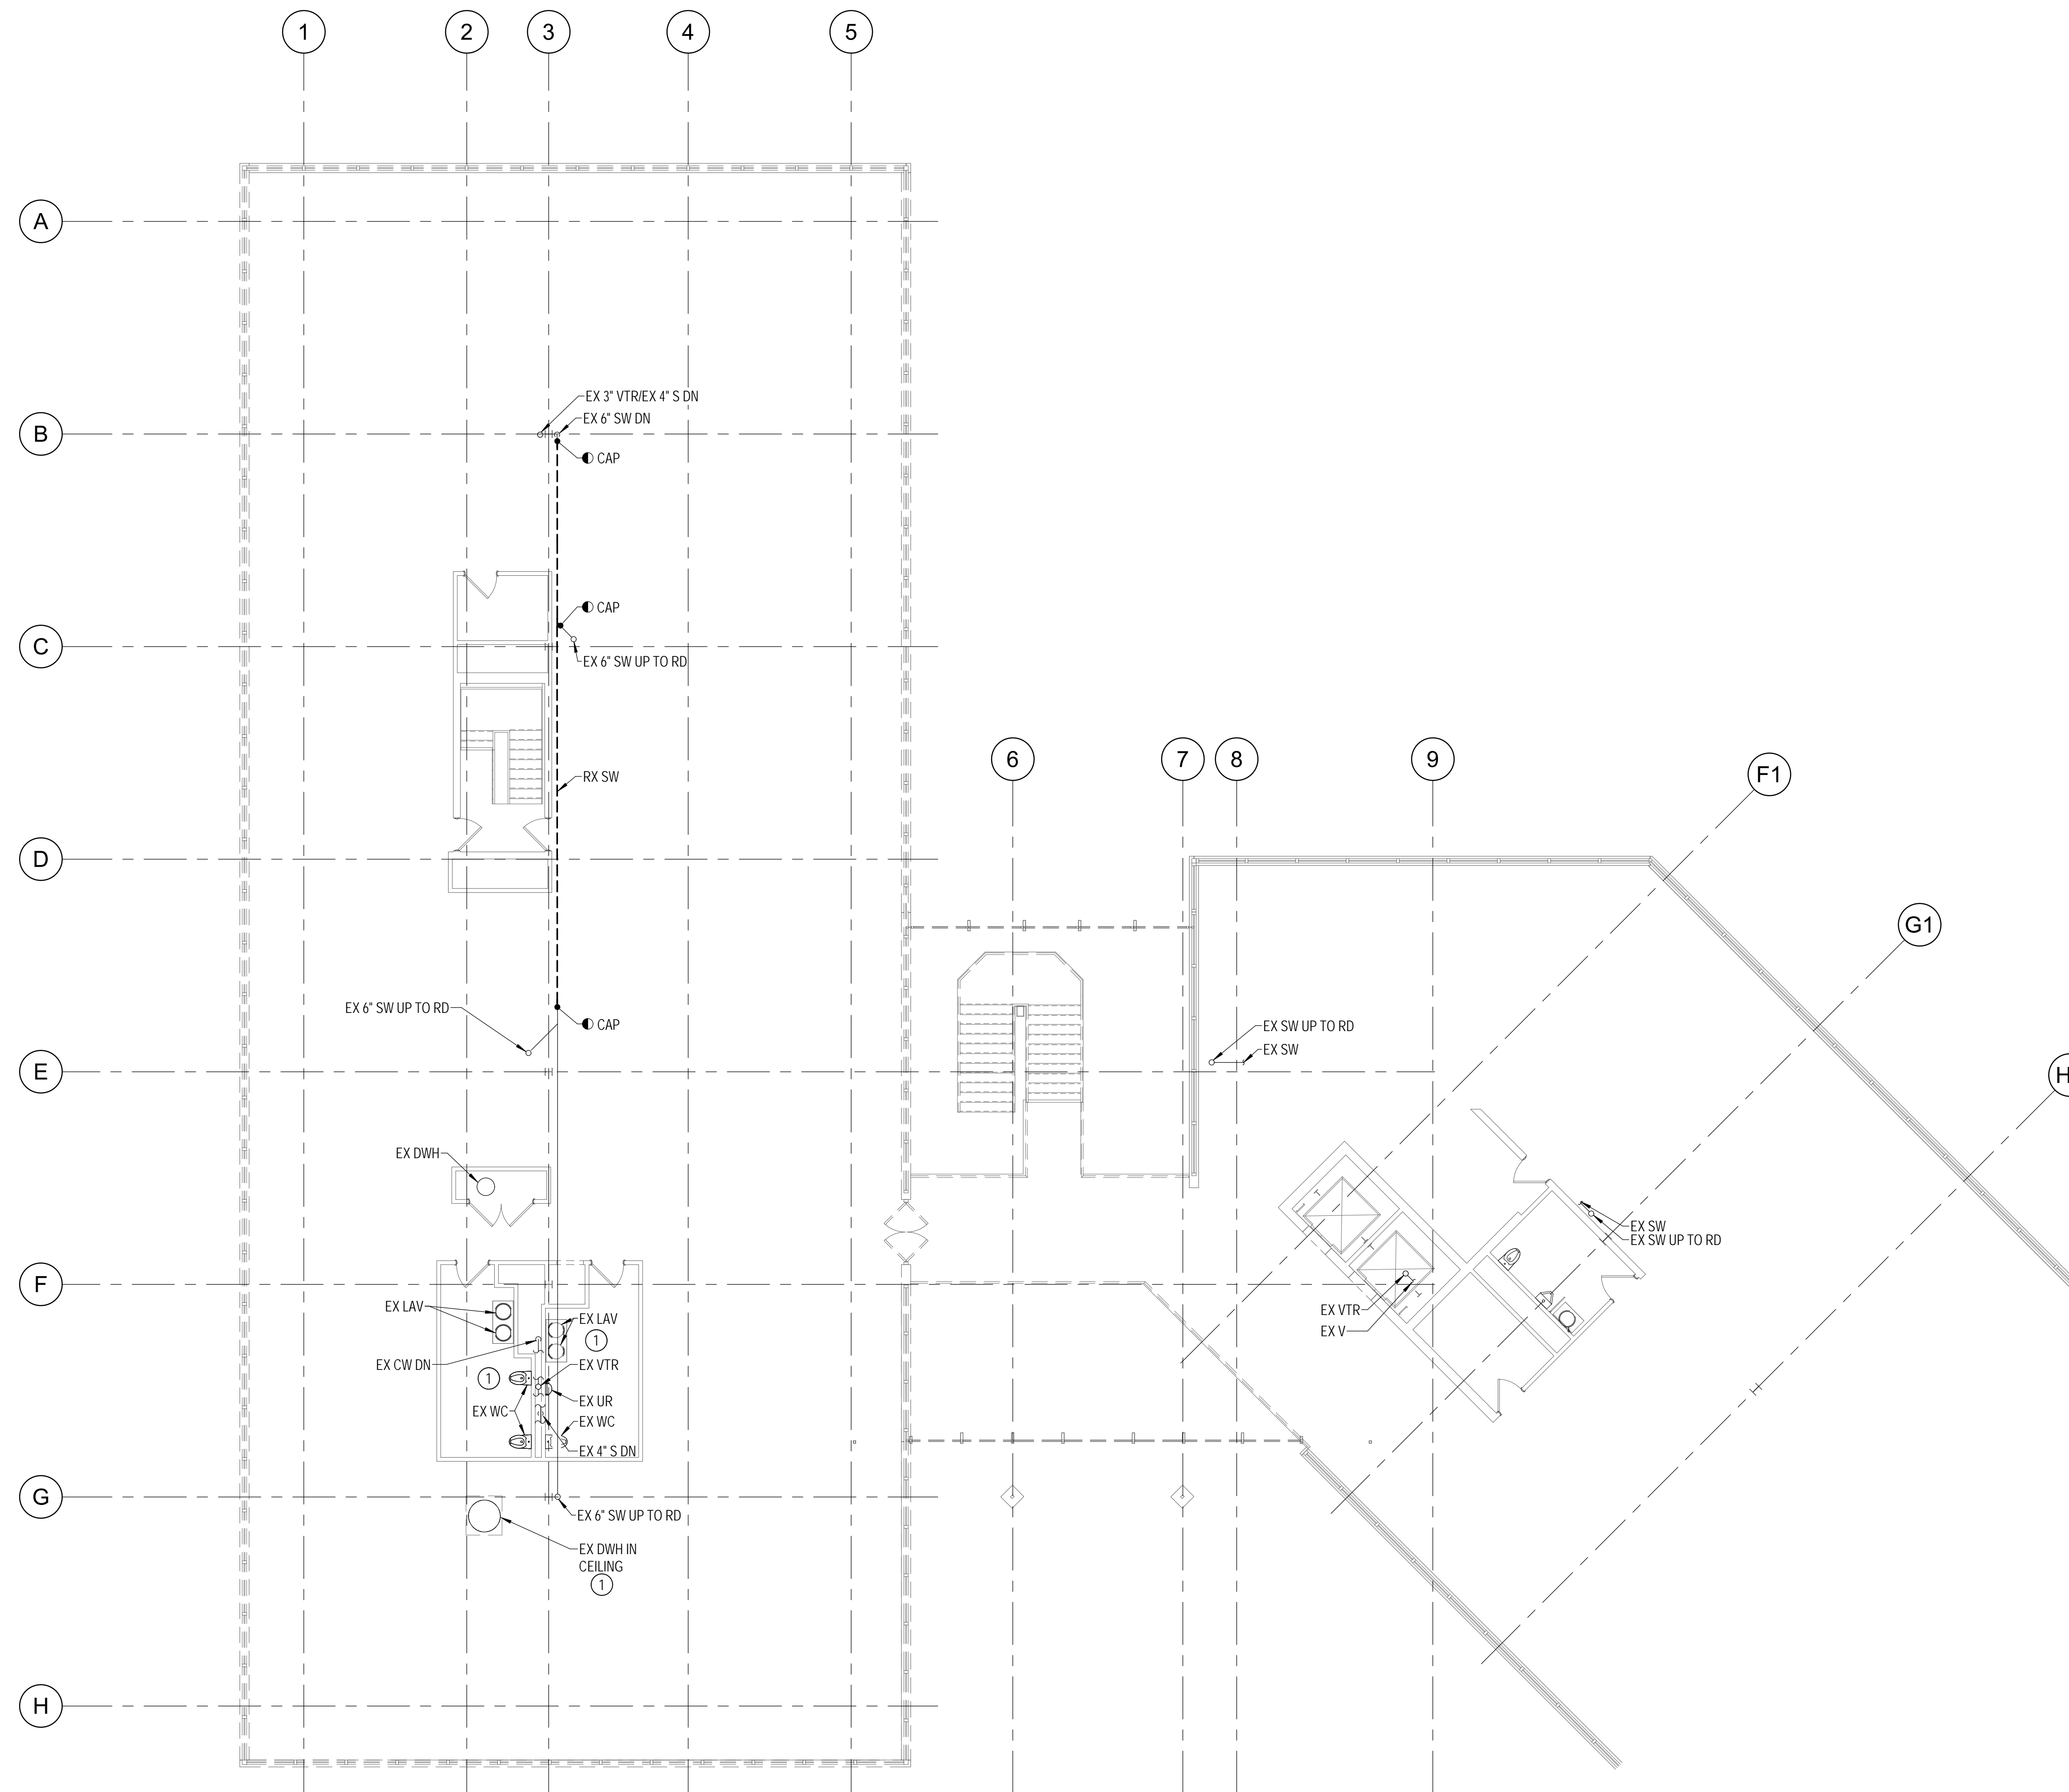 1
2
3
4
5
A
B
EX 3" VTR/EX 4" S DN
EX 6" SW DN
CAP
C
CAP
EX 6" SW UP TO RD
RX SW
6
7
8
9
F1
D
G1
EX 6" SW UP TO RD
CAP
EX SW UP TO RD
EX SW
E
H
EX DWH
EX SW
EX SW UP TO RD
F
EX LAV
EX LAV
1
EX VTR
EX V
EX CW DN
EX VTR
1
EX UR
EX WC
EX WC
EX 4" S DN
G
EX 6" SW UP TO RD
EX DWH IN
CEILING
1
H